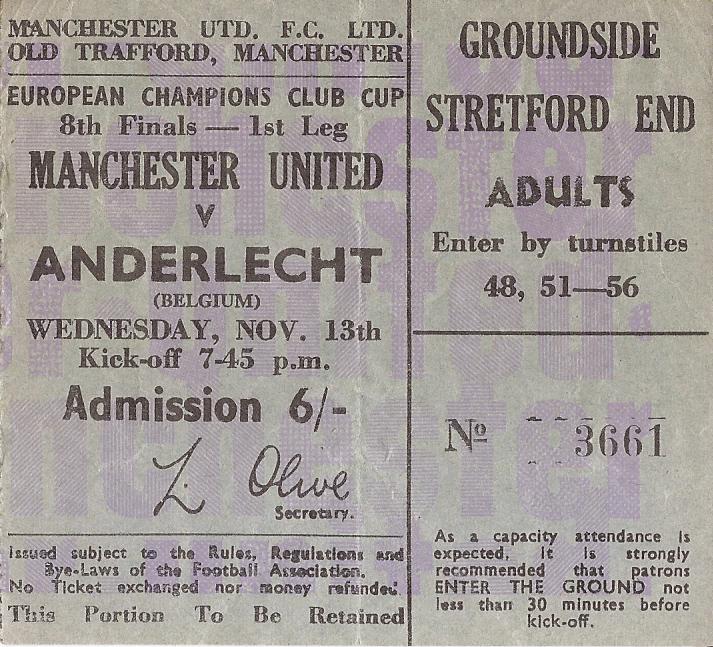 MANCHESTER UTD. F.C. LTD.
OLD TRAFFORD, MANCHESTER
EUROPEAN CHAMPIONS CLUB CUP
8th Finals — 1st Leg
MANCHESTER UNITED
V
ANDERLECHT
(BELGIUM)
WEDNESDAY, NOV. 13th
Kick-off 7-45 p.m.
Admission 6/-
L. Olive
Secretary.
Issued subject to the Rules, Regulations and
Bye-Laws of the Football Association.
No Ticket exchanged nor money refunded.
This Portion To Be Retained
GROUNDSIDE
STRETFORD END
ADULTS
Enter by turnstiles
48, 51—56
Nº 3661
As a capacity attendance is
expected, it is strongly
recommended that patrons
ENTER THE GROUND not
less than 30 minutes before
kick-off.